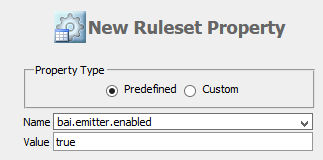 New Ruleset Property
Property Type
Predefined Custom
Name bai.emitter.enabled
Value true